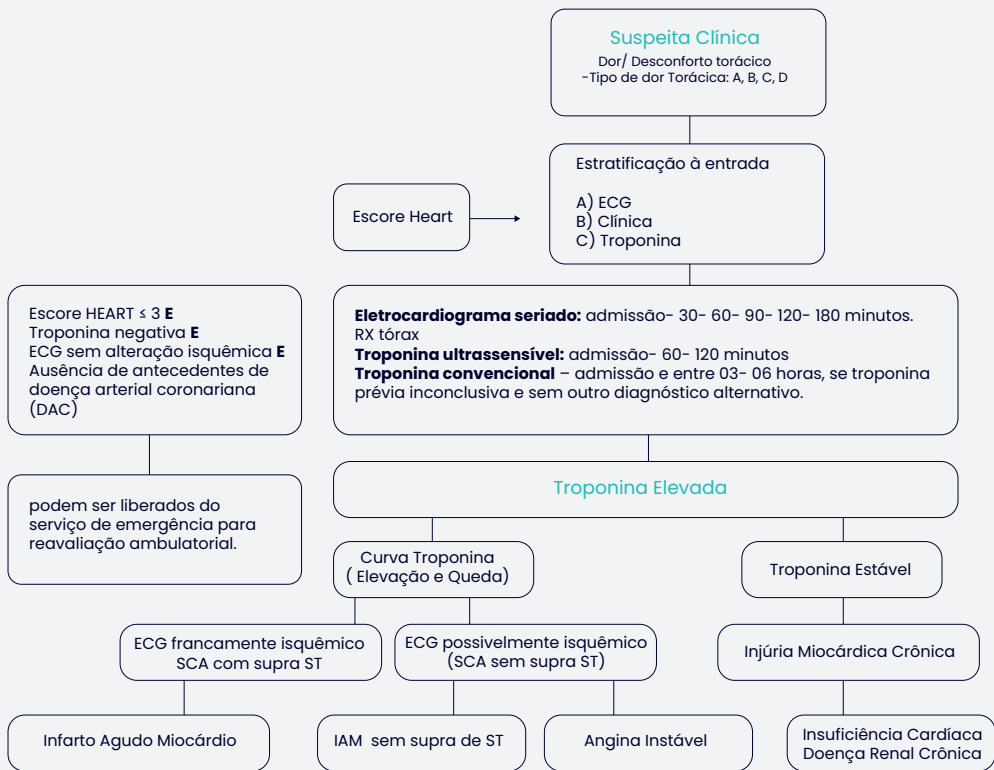 Suspeita Clínica
Dor/ Desconforto torácico
-Tipo de dor Torácica: A, B, C, D
Estratificação à entrada
A) ECG
B) Clínica
C) Troponina
Escore Heart
Escore HEART ≤ 3 E
Troponina negativa E
ECG sem alteração isquêmica E
Ausência de antecedentes de
doença arterial coronariana
(DAC)
podem ser liberados do
serviço de emergência para
reavaliação ambulatorial.
Eletrocardiograma seriado: admissão- 30- 60- 90- 120- 180 minutos.
RX tórax
Troponina ultrassensível: admissão- 60- 120 minutos
Troponina convencional – admissão e entre 03- 06 horas, se troponina
prévia inconclusiva e sem outro diagnóstico alternativo.
Troponina Elevada
Curva Troponina
( Elevação e Queda)
Troponina Estável
ECG francamente isquêmico
SCA com supra ST
ECG possivelmente isquêmico
(SCA sem supra ST)
Injúria Miocárdica Crônica
Infarto Agudo Miocárdio
IAM sem supra de ST
Angina Instável
Insuficiência Cardíaca
Doença Renal Crônica